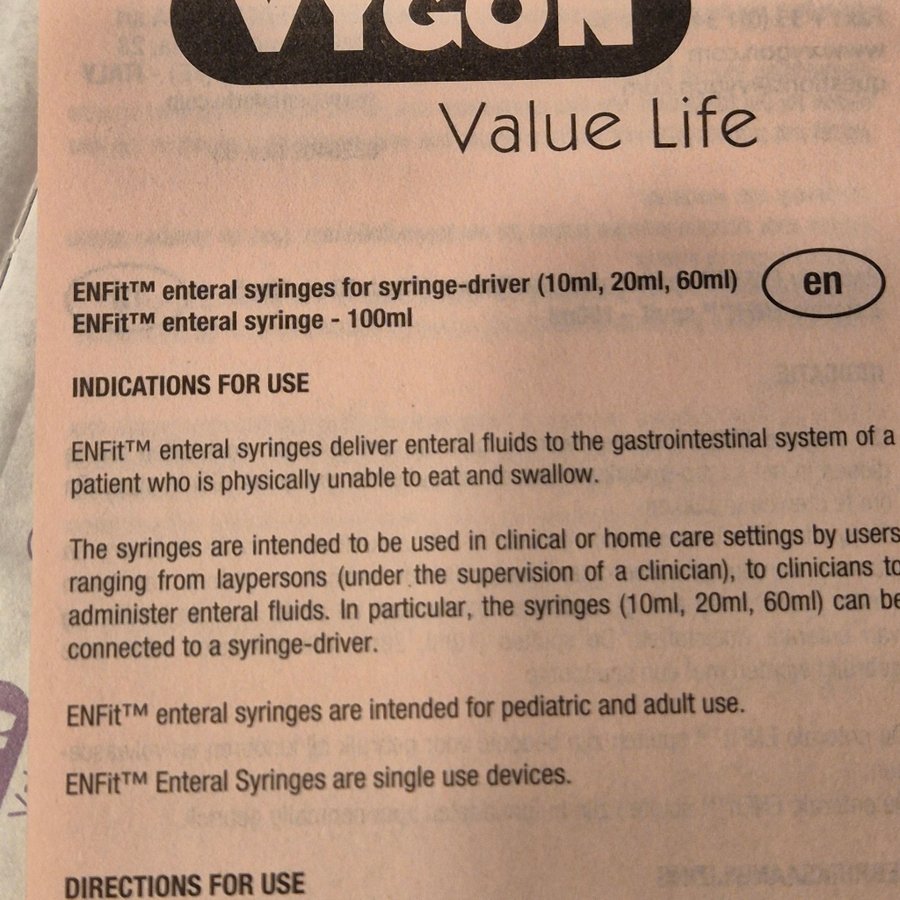 VYGON
Value Life
ENFit™ enteral syringes for syringe-driver (10ml, 20ml, 60ml)
en
ENFit™ enteral syringe - 100ml
INDICATIONS FOR USE
ENFit™ enteral syringes deliver enteral fluids to the gastrointestinal system of a
patient who is physically unable to eat and swallow.
The syringes are intended to be used in clinical or home care settings by users
ranging from laypersons (under the supervision of a clinician), to clinicians to
administer enteral fluids. In particular, the syringes (10ml, 20ml, 60ml) can be
connected to a syringe-driver.
ENFit™ enteral syringes are intended for pediatric and adult use.
ENFit™ Enteral Syringes are single use devices.
DIRECTIONS FOR USE